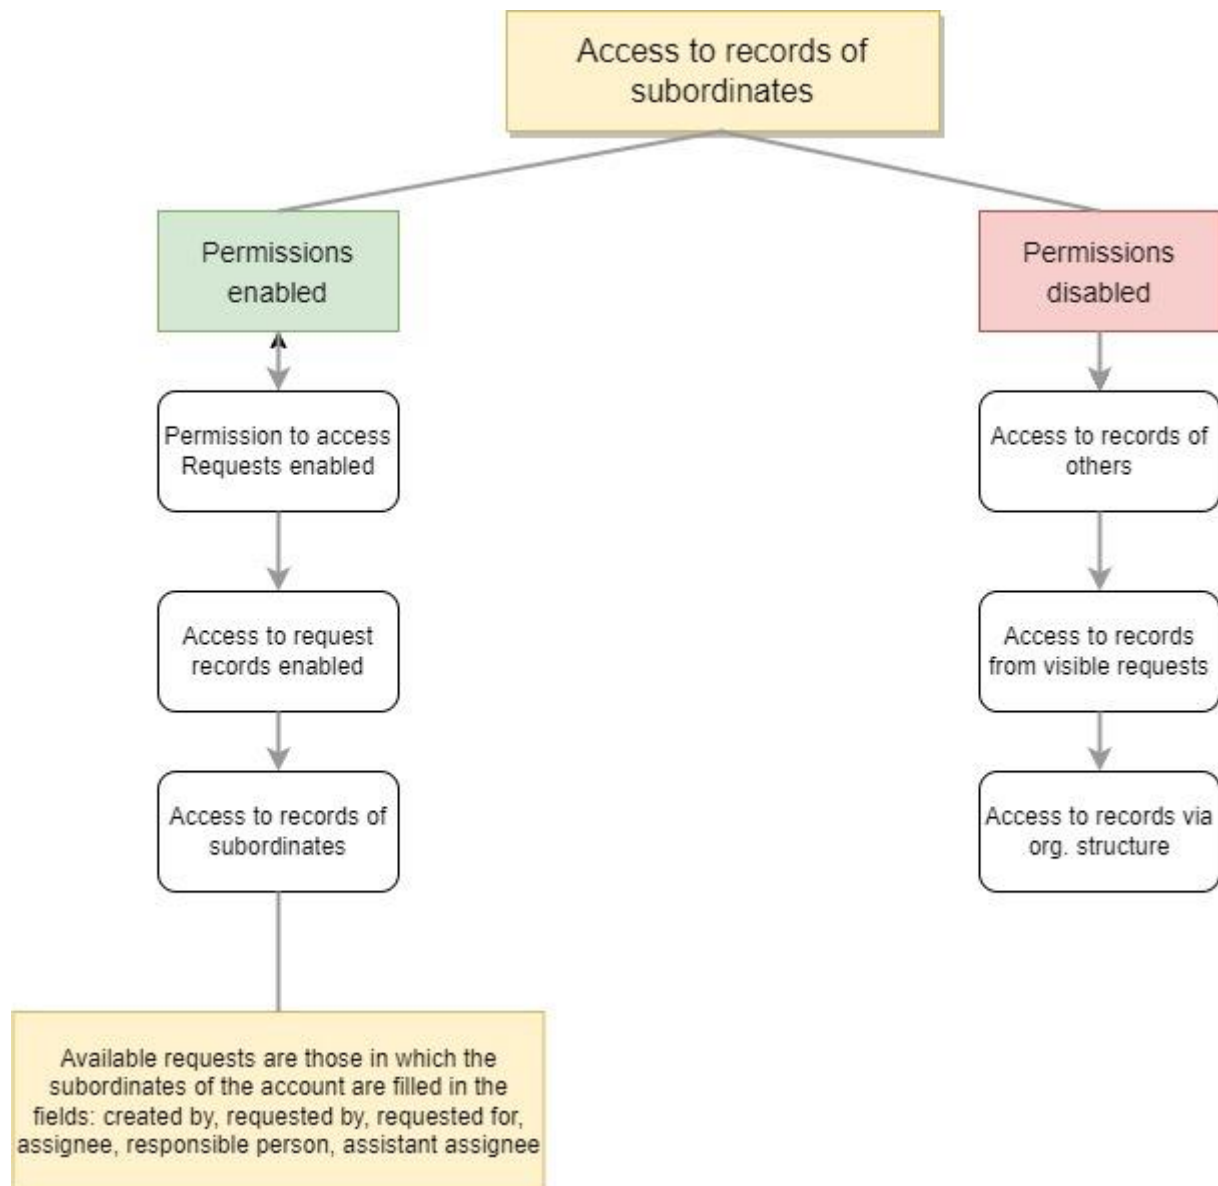 Access to records of
subordinates
Permissions
enabled
Permissions
disabled
Permission to access
Requests enabled
Access to records of
others
Access to request
records enabled
Access to records
from visible requests
Access to records of
subordinates
Access to records via
org. structure
Available requests are those in which the
subordinates of the account are filled in the
fields: created by, requested by, requested for,
assignee, responsible person, assistant assignee